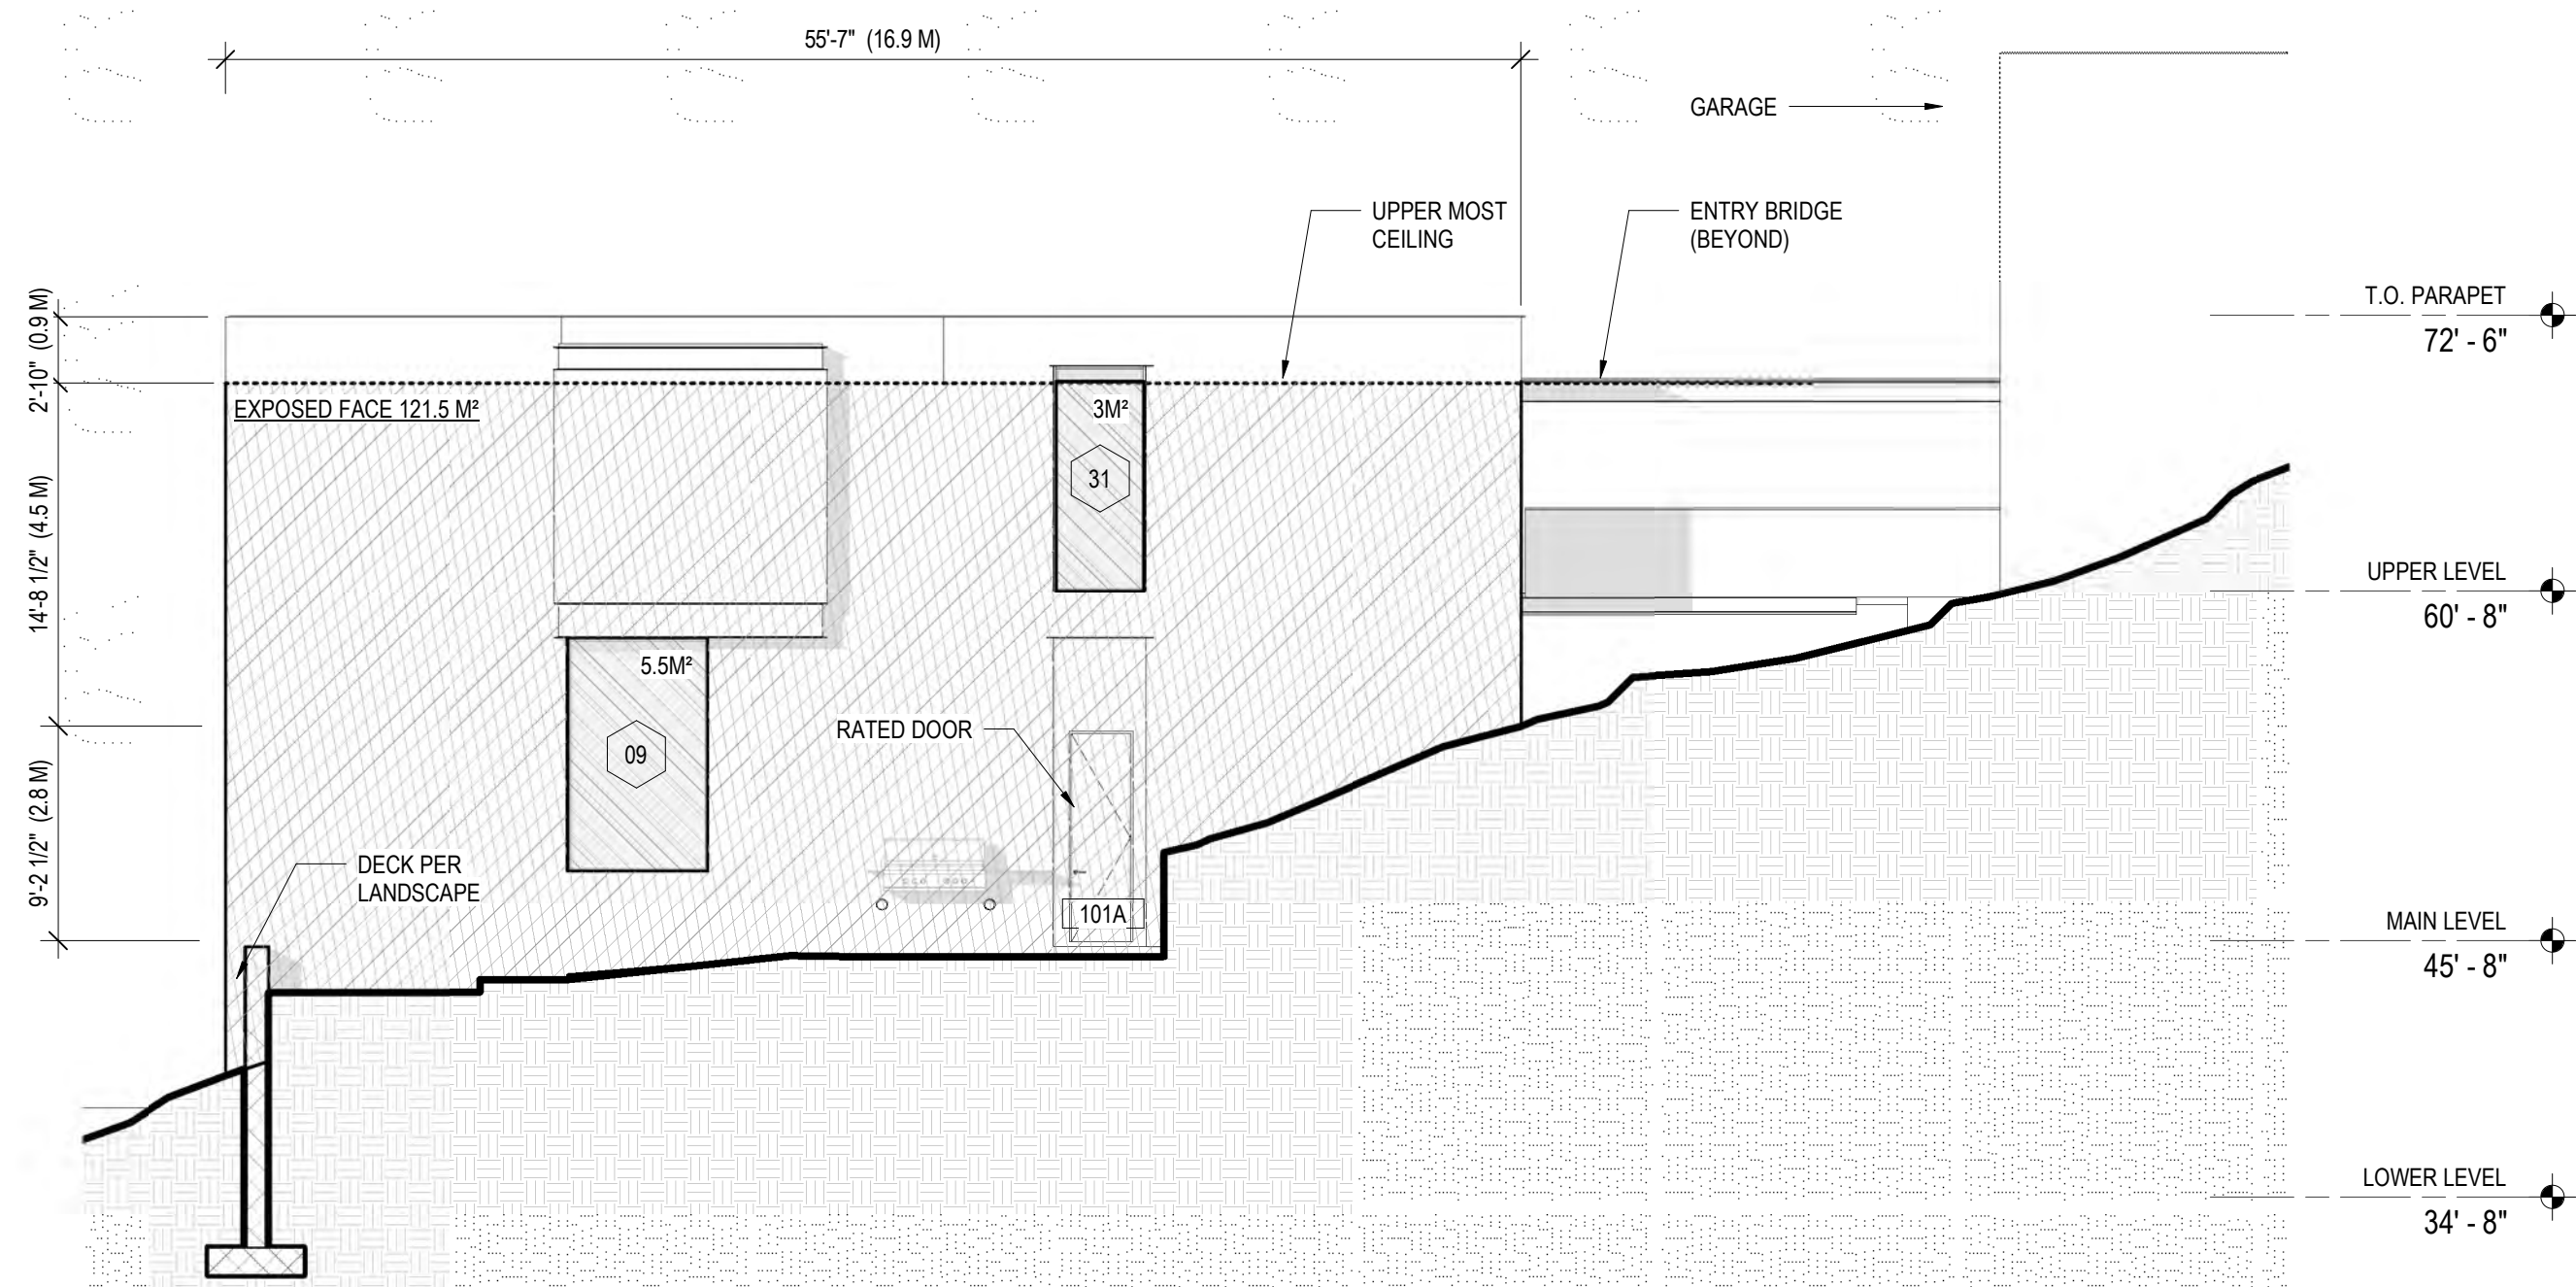 55'-7" (16.9 M)
GARAGE
UPPER MOST
CEILING
ENTRY BRIDGE
(BEYOND)
T.O. PARAPET
72' - 6"
2'-10" (0.9 M)
EXPOSED FACE 121.5 M²
3M²
31
14'-8 1/2" (4.5 M)
UPPER LEVEL
60' - 8"
5.5M²
09
RATED DOOR
9'-2 1/2" (2.8 M)
DECK PER
LANDSCAPE
101A
MAIN LEVEL
45' - 8"
LOWER LEVEL
34' - 8"